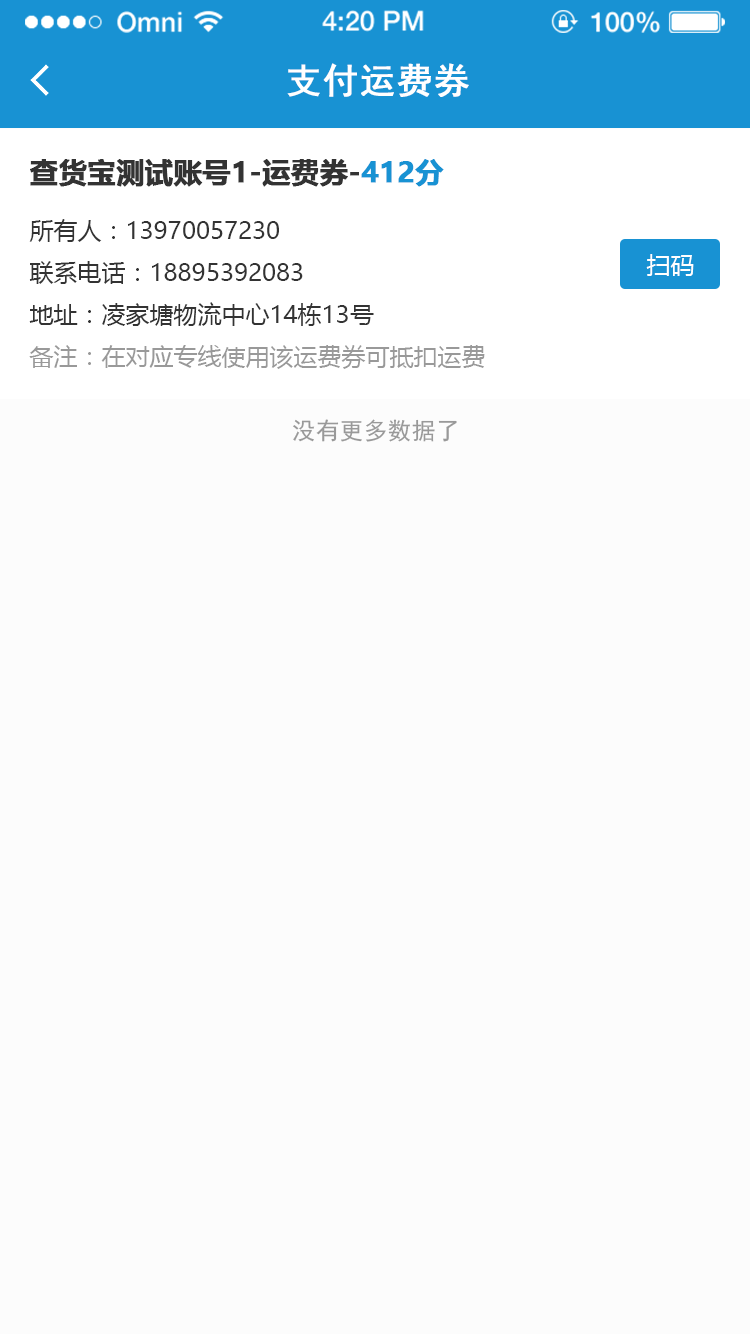 Omni 4:20 PM 100%
支付运费券
查货宝测试账号1-运费券-412分
所有人：13970057230
联系电话：18895392083
扫码
地址：凌家塘物流中心14栋13号
备注：在对应专线使用该运费券可抵扣运费
没有更多数据了